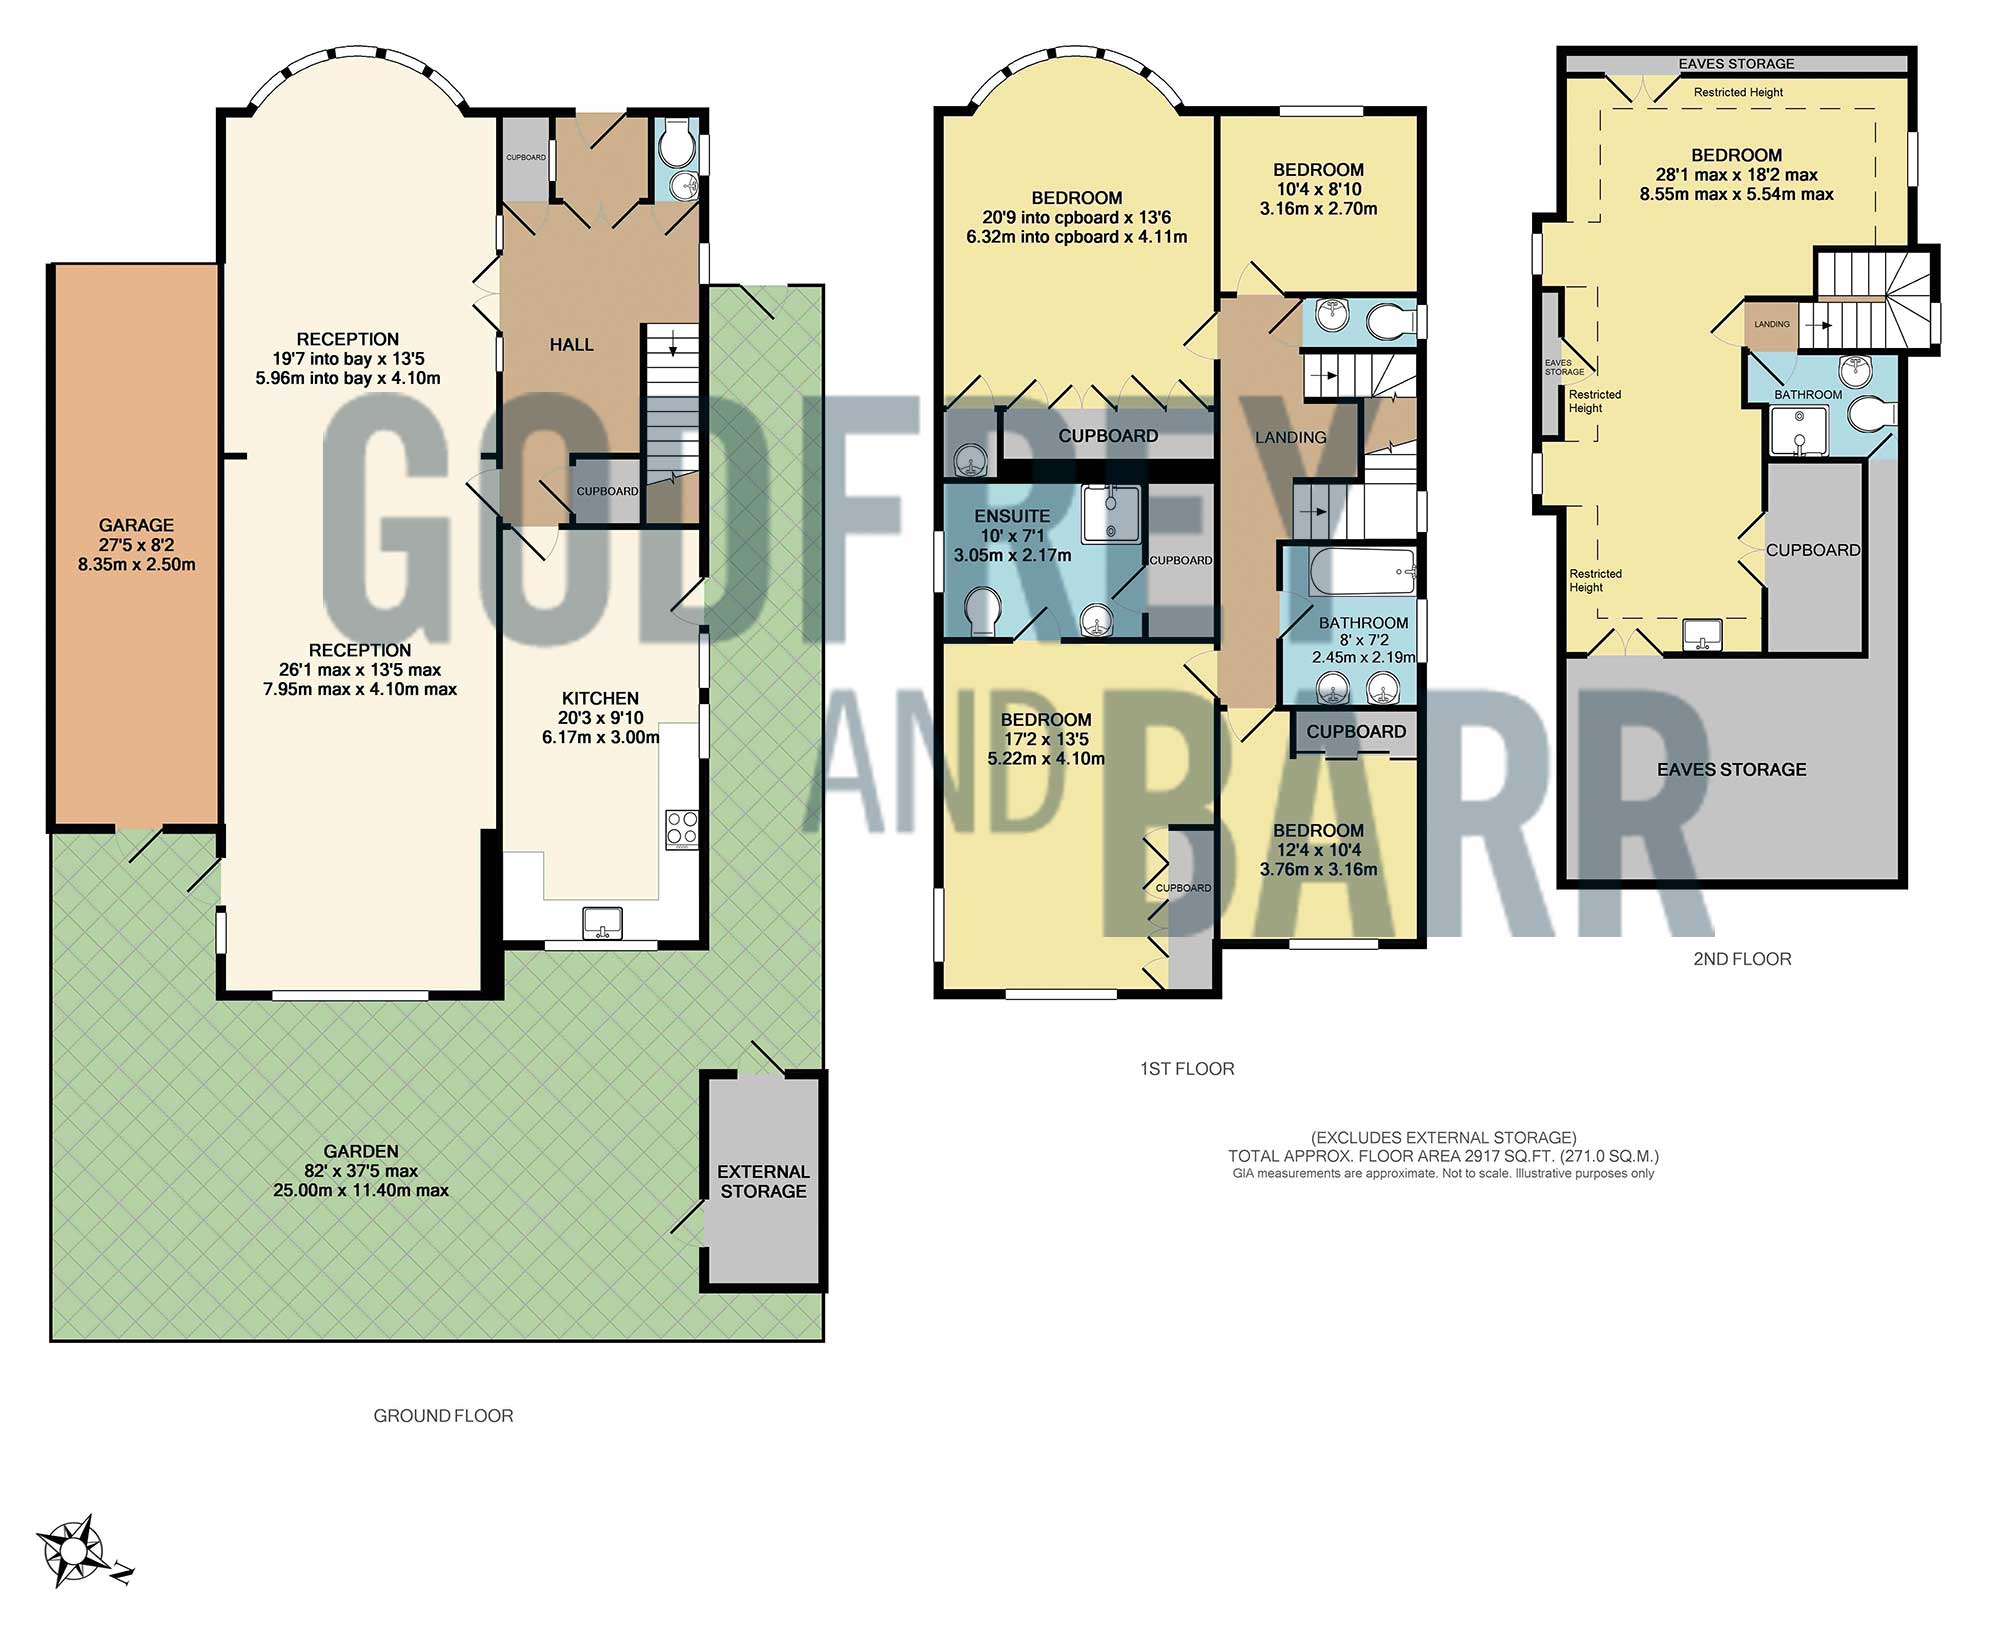 CUPBOARD
RECEPTION
19'7 into bay x 13'5
5.96m into bay x 4.10m
HALL
CUPBOARD
GARAGE
27'5 x 8'2
8.35m x 2.50m
RECEPTION
26'1 max x 13'5 max
7.95m max x 4.10m max
KITCHEN
20'3 x 9'10
6.17m x 3.00m
GARDEN
82' x 37'5 max
25.00m x 11.40m max
EXTERNAL
STORAGE
GROUND FLOOR
N
BEDROOM
20'9 into cpboard x 13'6
6.32m into cpboard x 4.11m
BEDROOM
10'4 x 8'10
3.16m x 2.70m
CUPBOARD
LANDING
ENSUITE
10' x 7'1
3.05m x 2.17m
CUPBOARD
BATHROOM
8' x 7'2
2.45m x 2.19m
BEDROOM
17'2 x 13'5
5.22m x 4.10m
CUPBOARD
CUPBOARD
BEDROOM
12'4 x 10'4
3.76m x 3.16m
1ST FLOOR
EAVES STORAGE
Restricted Height
BEDROOM
28'1 max x 18'2 max
8.55m max x 5.54m max
LANDING
EAVES
STORAGE
Restricted
Height
BATHROOM
CUPBOARD
Restricted
Height
EAVES STORAGE
2ND FLOOR
GODFREY
AND BARR
(EXCLUDES EXTERNAL STORAGE)
TOTAL APPROX. FLOOR AREA 2917 SQ.FT. (271.0 SQ.M.)
GIA measurements are approximate. Not to scale. Illustrative purposes only